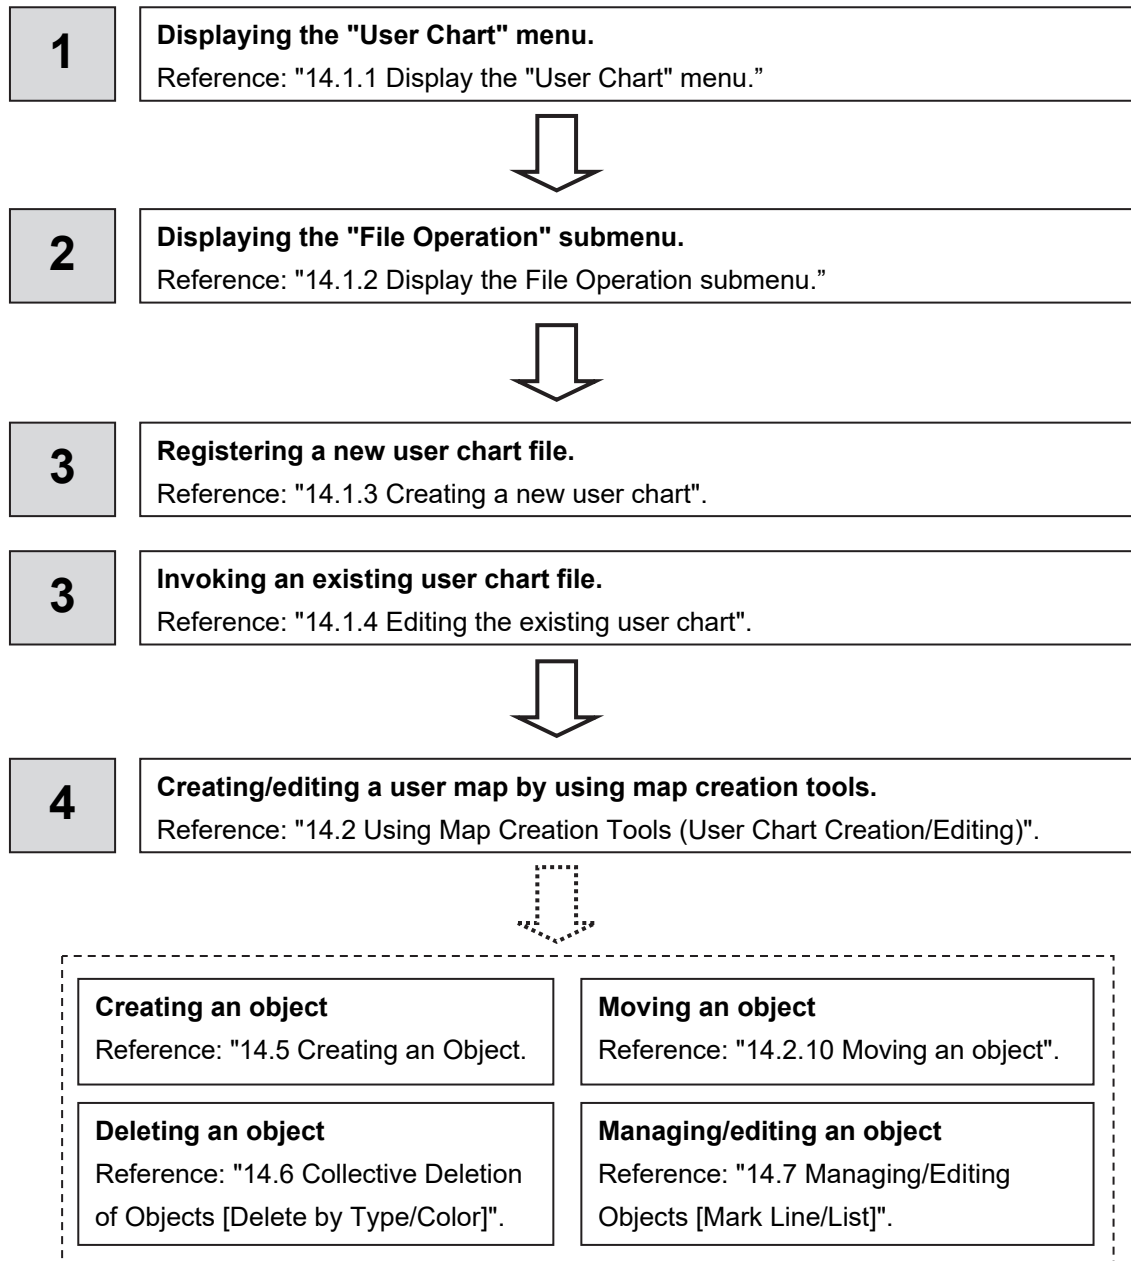 1
Displaying the "User Chart" menu.
Reference: "14.1.1 Display the "User Chart" menu.”
2
Displaying the "File Operation" submenu.
Reference: "14.1.2 Display the File Operation submenu.”
3
Registering a new user chart file.
Reference: "14.1.3 Creating a new user chart".
3
Invoking an existing user chart file.
Reference: "14.1.4 Editing the existing user chart".
4
Creating/editing a user map by using map creation tools.
Reference: "14.2 Using Map Creation Tools (User Chart Creation/Editing)".
Creating an object
Reference: "14.5 Creating an Object.
Moving an object
Reference: "14.2.10 Moving an object".
Deleting an object
Reference: "14.6 Collective Deletion
of Objects [Delete by Type/Color]".
Managing/editing an object
Reference: "14.7 Managing/Editing
Objects [Mark Line/List]".